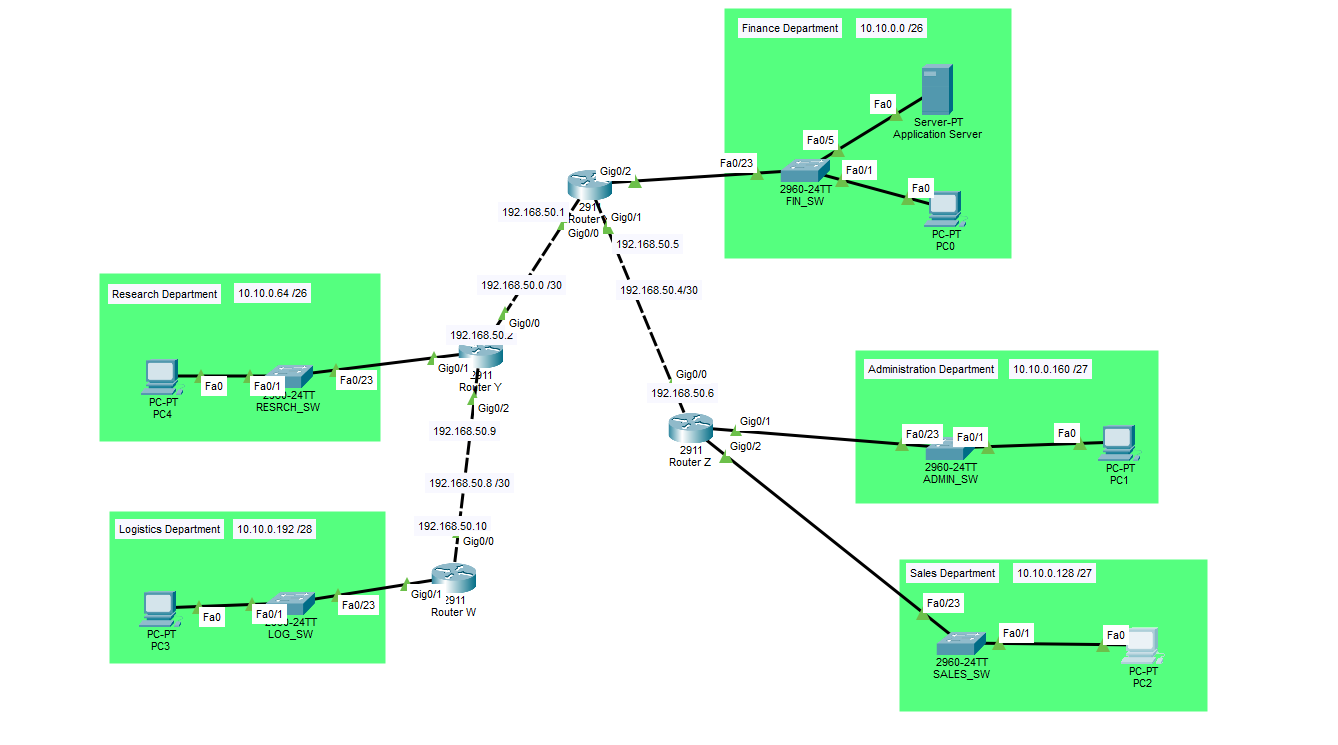 Finance Department 10.10.0.0 /26
Fa0
Server-PT
Application Server
Fa0/5
Fa0/23
Fa0/1
Fa0
2960-24TT
FIN_SW
PC-PT
PC0
Gig0/2
Router
192.168.50.1
Gig0/1
Gig0/0
192.168.50.5
192.168.50.0 /30
192.168.50.4/30
Gig0/0
192.168.50.2
Research Department 10.10.0.64 /26
Gig0/1
Router Y
Fa0
Fa0/1
Fa0/23
PC-PT
PC4
RESRCH_SW
Gig0/2
192.168.50.9
192.168.50.8 /30
192.168.50.10
Gig0/0
Gig0/0
192.168.50.6
2911
Router Z
Gig0/1
Gig0/2
Administration Department 10.10.0.160 /27
Fa0/23
Fa0/1
Fa0
2960-24TT
ADMIN_SW
PC-PT
PC1
Logistics Department 10.10.0.192 /28
Gig0/1
2911
Router W
Fa0
Fa0/1
Fa0/23
PC-PT
PC3
LOG_SW
Sales Department 10.10.0.128 /27
Fa0/23
Fa0/1
Fa0
2960-24TT
SALES_SW
PC-PT
PC2